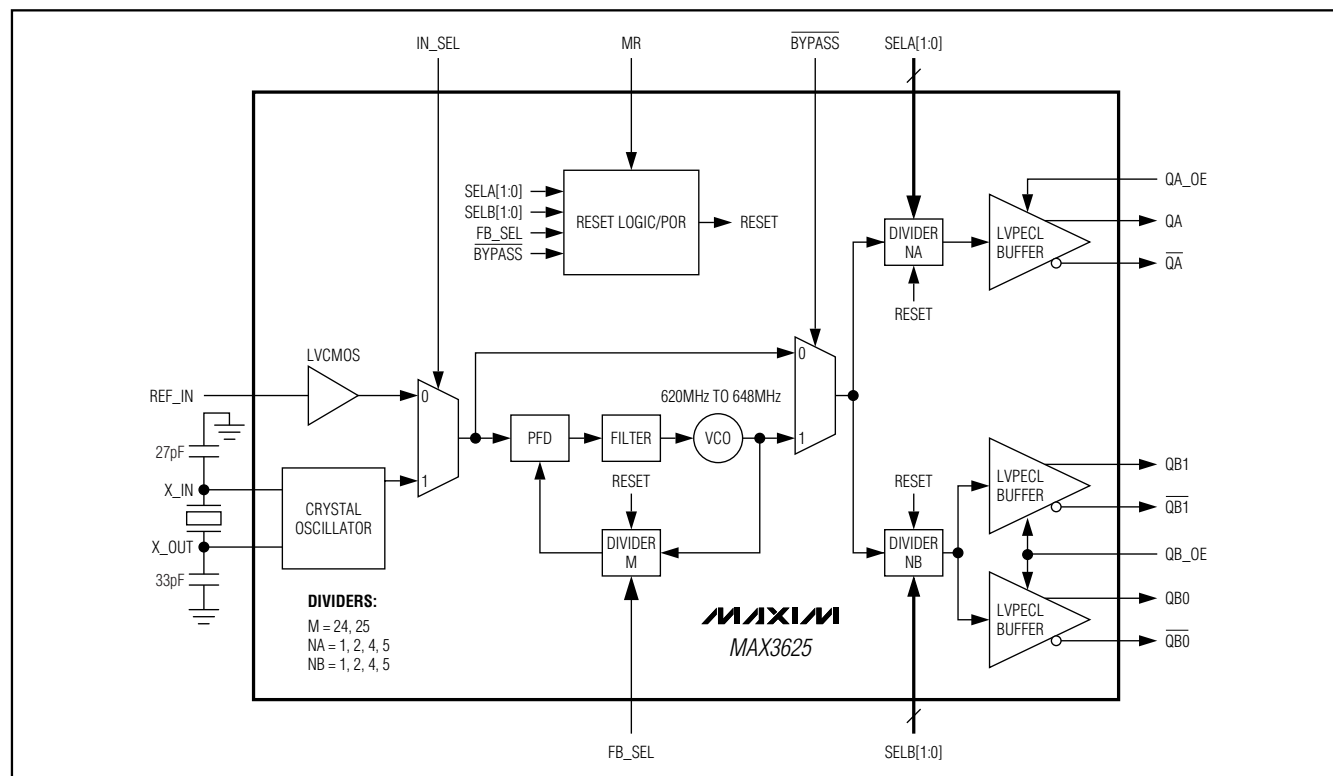 IN_SEL
MR
BYPASS
SELA[1:0]
SELA[1:0]
SELB[1:0]
FB_SEL
BYPASS
RESET LOGIC/POR
RESET
QA_OE
QA
QA
DIVIDER
NA
LVPECL
BUFFER
RESET
LVCMOS
REF_IN
0
1
27pF
X_IN
X_OUT
33pF
CRYSTAL
OSCILLATOR
PFD
FILTER
VCO
620MHz TO 648MHz
0
1
RESET
DIVIDER
M
RESET
DIVIDER
NB
LVPECL
BUFFER
QB1
QB1
QB_OE
LVPECL
BUFFER
QB0
QB0
DIVIDERS:
M = 24, 25
NA = 1, 2, 4, 5
NB = 1, 2, 4, 5
MAXIM
MAX3625
FB_SEL
SELB[1:0]